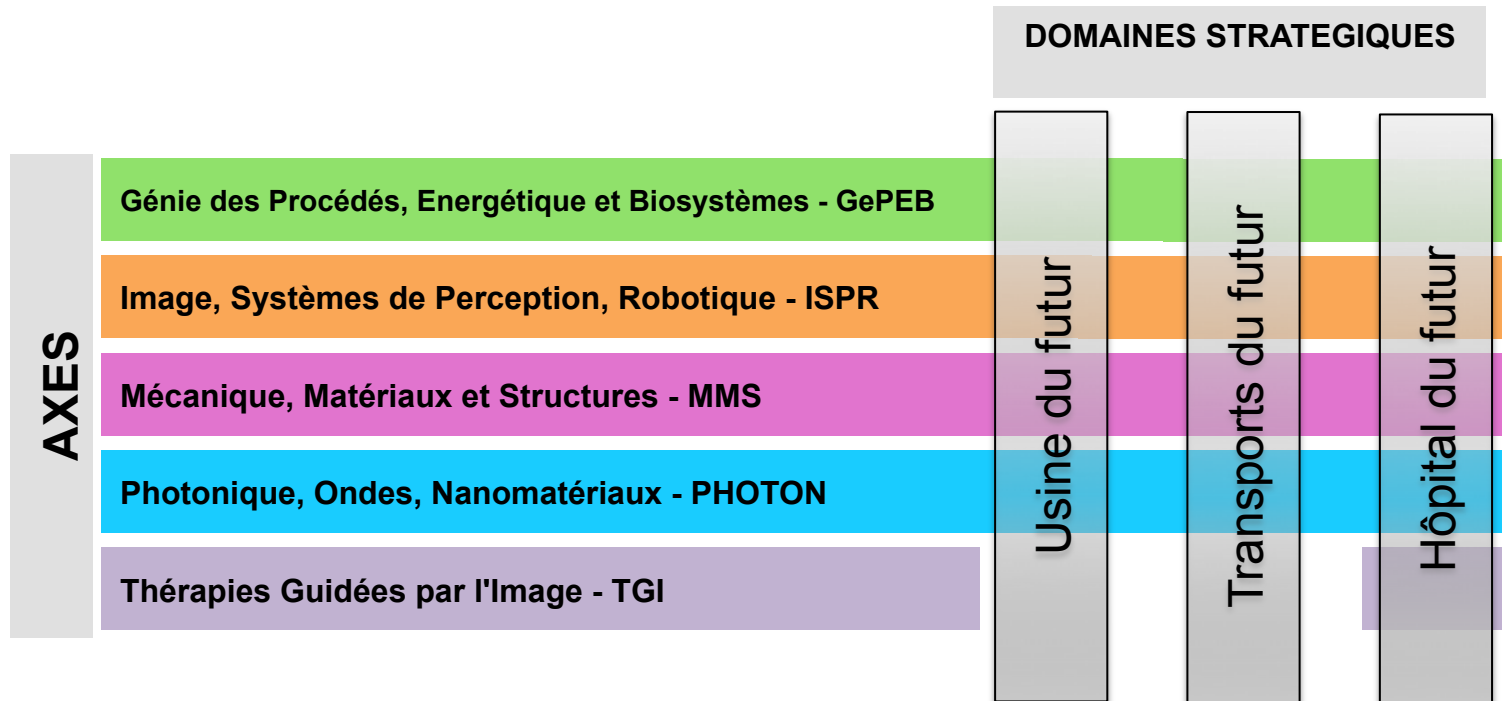 DOMAINES STRATEGIQUES
AXES
Génie des Procédés, Energétique et Biosystèmes - GePEB
Image, Systèmes de Perception, Robotique - ISPR
Mécanique, Matériaux et Structures - MMS
Photonique, Ondes, Nanomatériaux - PHOTON
Thérapies Guidées par l'Image - TGI
Usine du futur
Transports du futur
Hôpital du futur